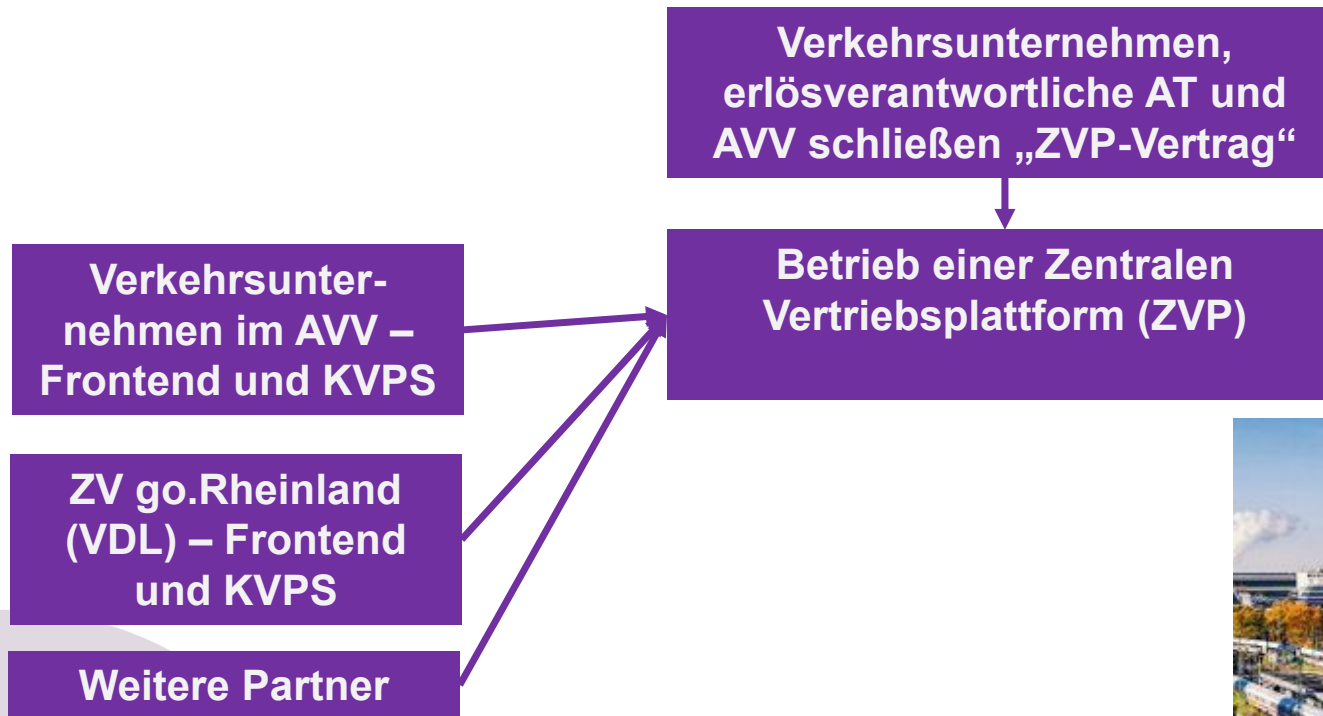 Verkehrsunternehmen,
erlösverantwortliche AT und
AVV schließen „ZVP-Vertrag“
Betrieb einer Zentralen
Vertriebsplattform (ZVP)
Verkehrsunter-
nehmen im AVV –
Frontend und KVPS
ZV go.Rheinland
(VDL) – Frontend
und KVPS
Weitere Partner